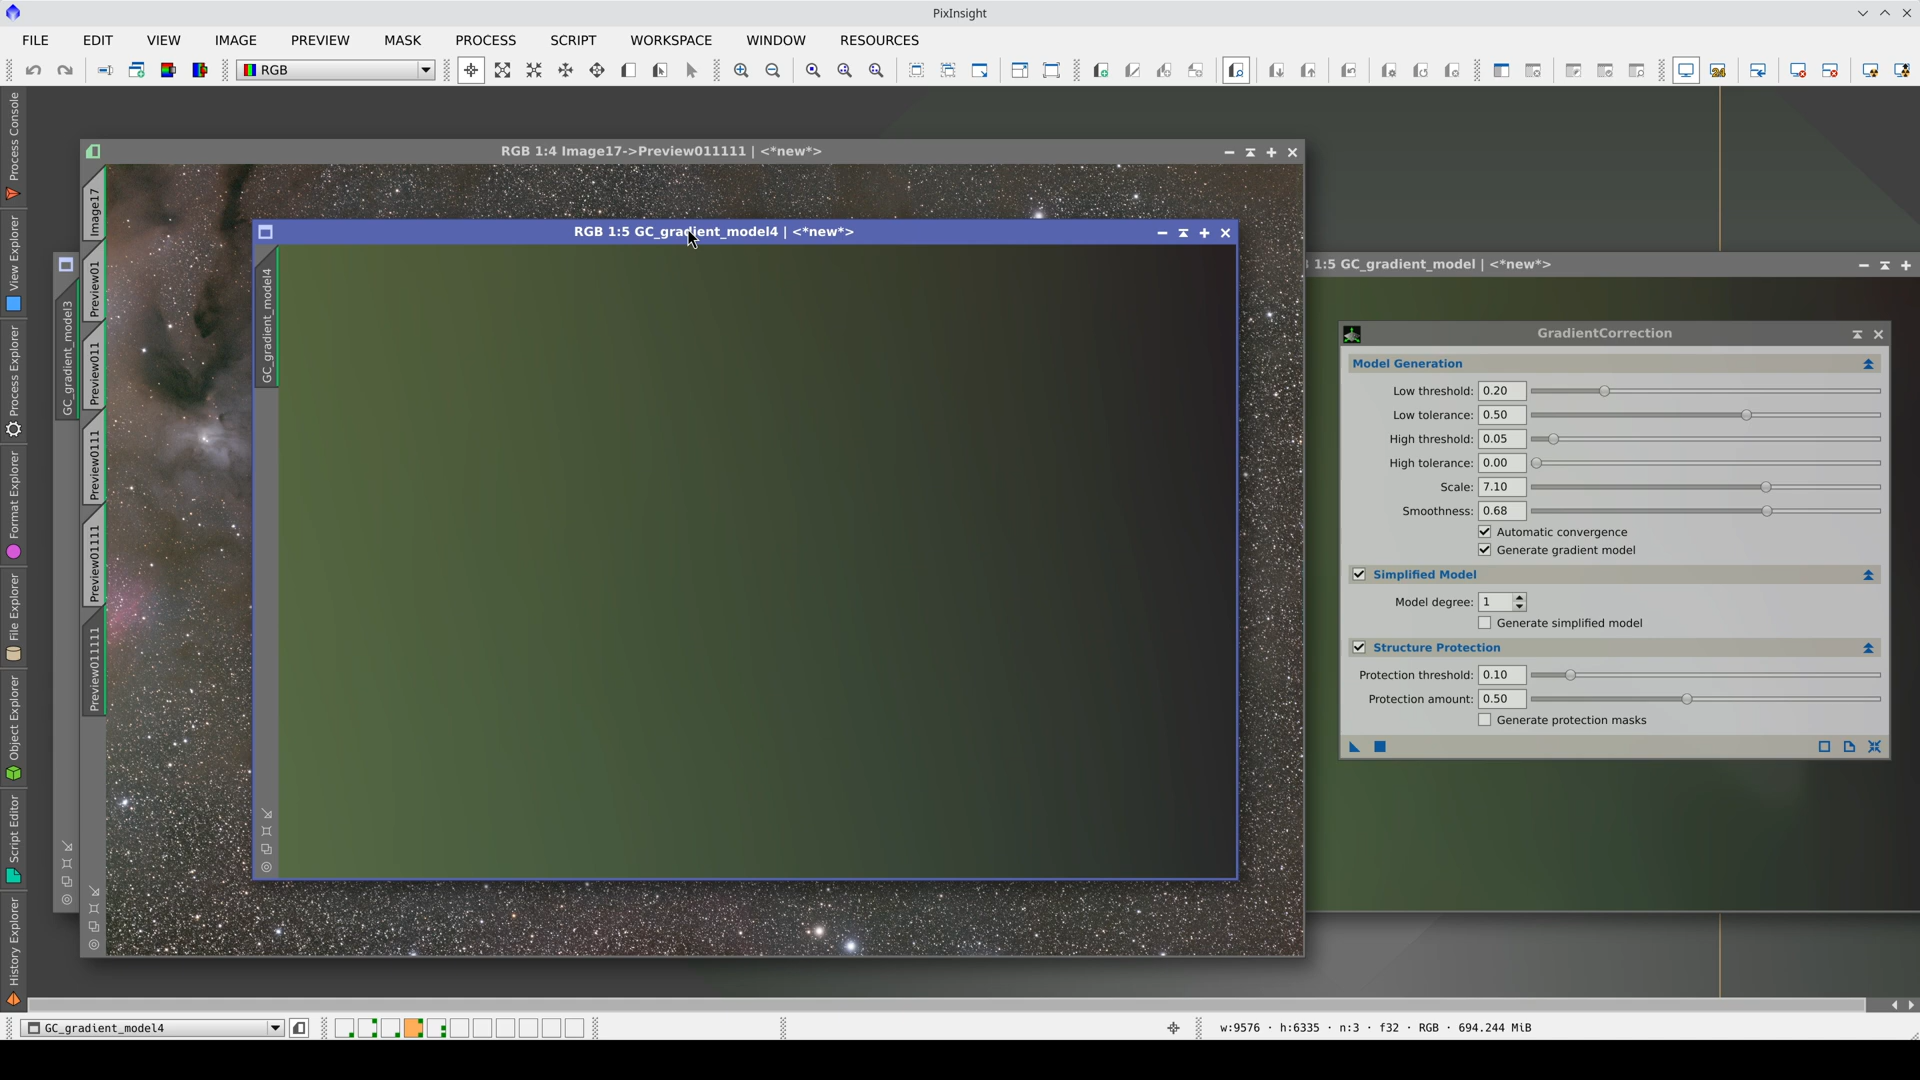 PixInsight
FILE EDIT VIEW IMAGE PREVIEW MASK PROCESS SCRIPT WORKSPACE WINDOW RESOURCES
RGB
24
Process Console
View Explorer
Process Explorer
Format Explorer
File Explorer
Object Explorer
Script Editor
History Explorer
GC_gradient_model3
RGB 1:4 Image17->Preview011111 | <*new*>
Image17
Preview01
Preview011
Preview0111
Preview01111
Preview011111
RGB 1:5 GC_gradient_model4 | <*new*>
GC_gradient_model4
1:5 GC_gradient_model | <*new*>
GradientCorrection
Model Generation
Low threshold: 0.20
Low tolerance: 0.50
High threshold: 0.05
High tolerance: 0.00
Scale: 7.10
Smoothness: 0.68
Automatic convergence
Generate gradient model
Simplified Model
Model degree: 1
Generate simplified model
Structure Protection
Protection threshold: 0.10
Protection amount: 0.50
Generate protection masks
GC_gradient_model4
w:9576 · h:6335 · n:3 · f32 · RGB · 694.244 MiB